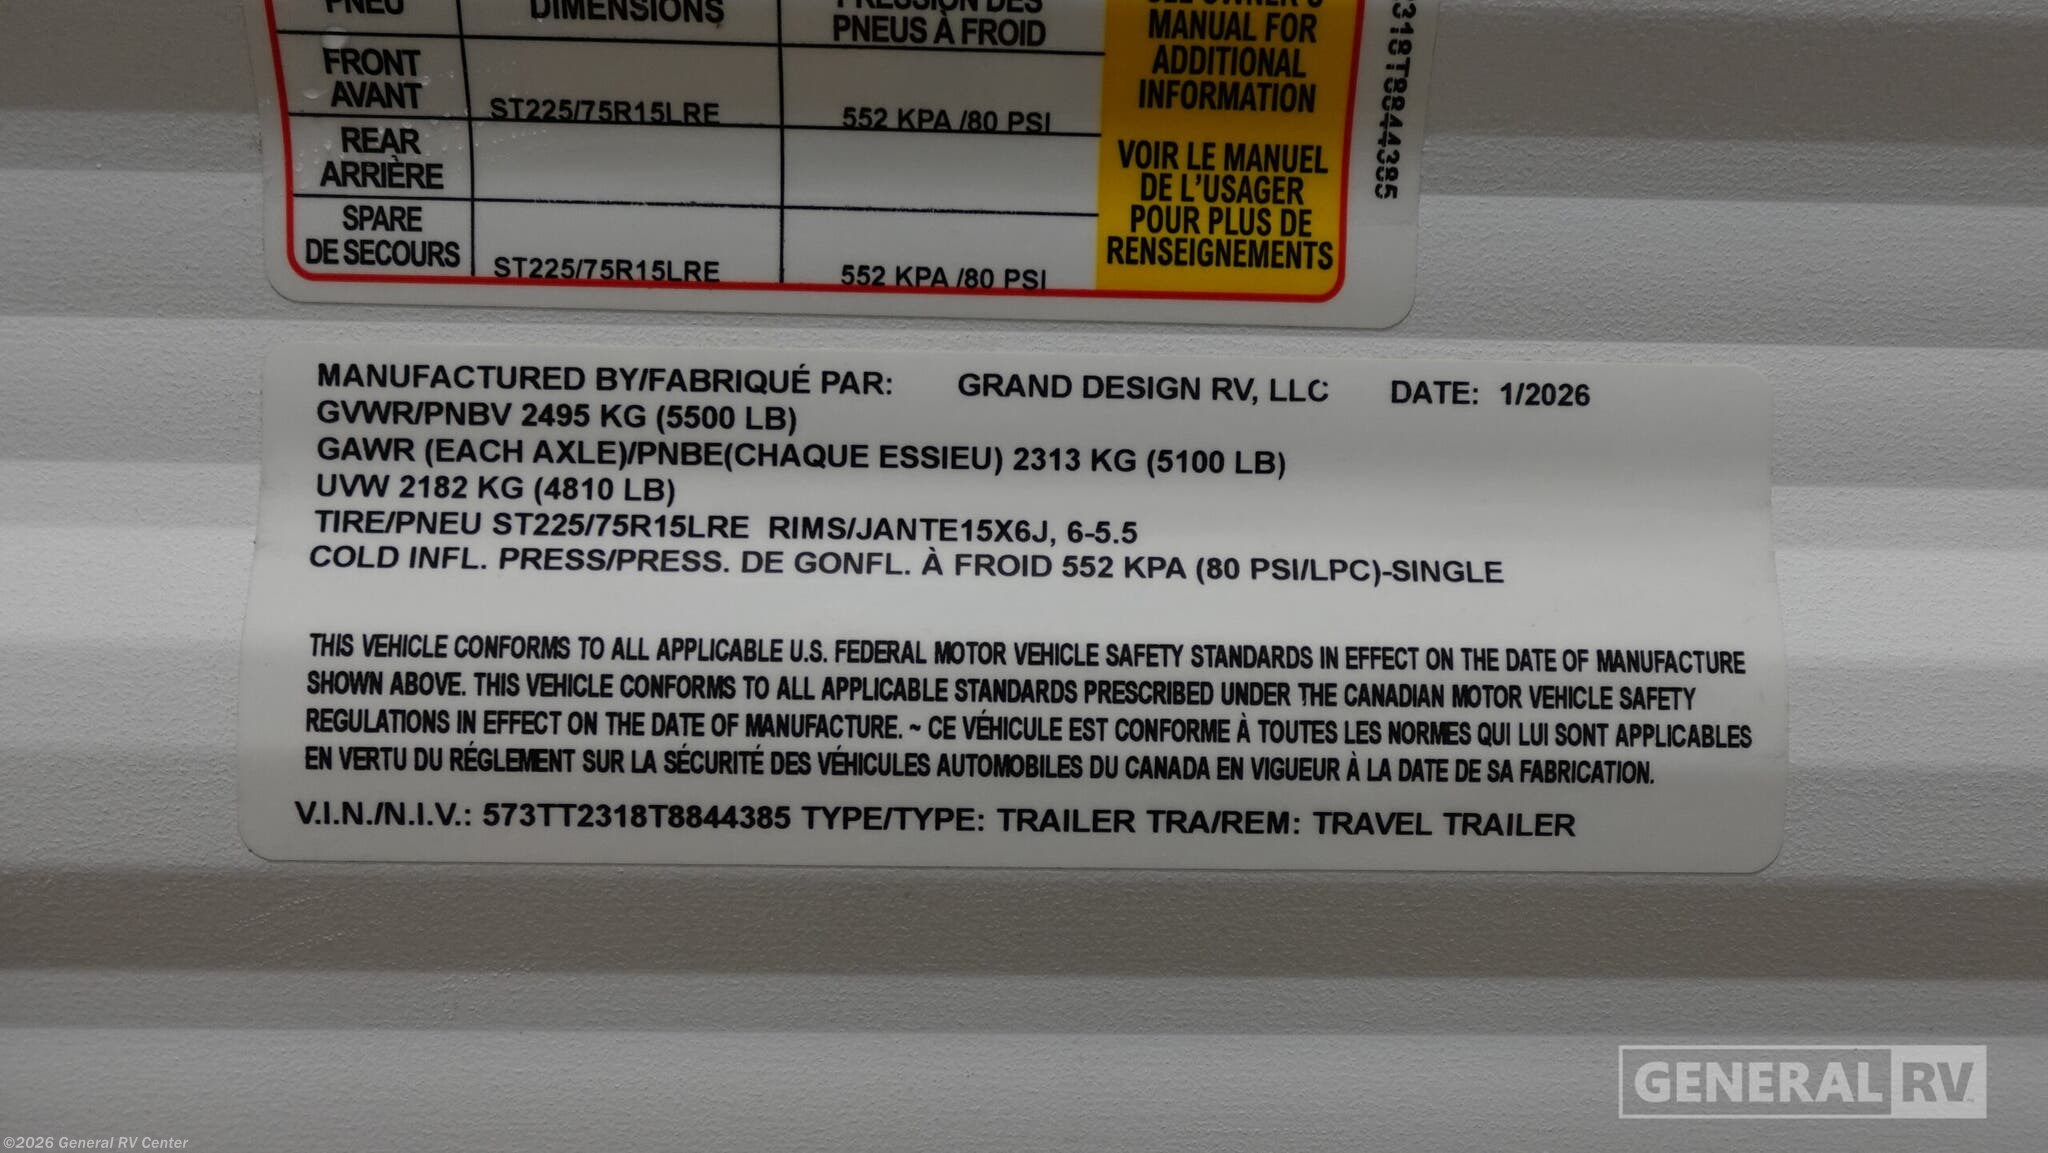 PNEU DIMENSIONS PRESSION DES
PNEUS À FROID
MANUAL FOR
ADDITIONAL
INFORMATION
FRONT
AVANT ST225/75R15LRE 552 KPA /80 PSI
REAR
ARRIÈRE
VOIR LE MANUEL
DE L'USAGER
POUR PLUS DE
RENSEIGNEMENTS
SPARE
DE SECOURS ST225/75R15LRE 552 KPA /80 PSI
318T8844385
MANUFACTURED BY/FABRIQUÉ PAR: GRAND DESIGN RV, LLC DATE: 1/2026
GVWR/PNBV 2495 KG (5500 LB)
GAWR (EACH AXLE)/PNBE(CHAQUE ESSIEU) 2313 KG (5100 LB)
UVW 2182 KG (4810 LB)
TIRE/PNEU ST225/75R15LRE RIMS/JANTE15X6J, 6-5.5
COLD INFL. PRESS/PRESS. DE GONFL. À FROID 552 KPA (80 PSI/LPC)-SINGLE
THIS VEHICLE CONFORMS TO ALL APPLICABLE U.S. FEDERAL MOTOR VEHICLE SAFETY STANDARDS IN EFFECT ON THE DATE OF MANUFACTURE
SHOWN ABOVE. THIS VEHICLE CONFORMS TO ALL APPLICABLE STANDARDS PRESCRIBED UNDER THE CANADIAN MOTOR VEHICLE SAFETY
REGULATIONS IN EFFECT ON THE DATE OF MANUFACTURE. ~ CE VÉHICULE EST CONFORME À TOUTES LES NORMES QUI LUI SONT APPLICABLES
EN VERTU DU RÉGLEMENT SUR LA SÉCURITÉ DES VÉHICULES AUTOMOBILES DU CANADA EN VIGUEUR À LA DATE DE SA FABRICATION.
V.I.N./N.I.V.: 573TT2318T8844385 TYPE/TYPE: TRAILER TRA/REM: TRAVEL TRAILER
GENERAL RV
©2026 General RV Center